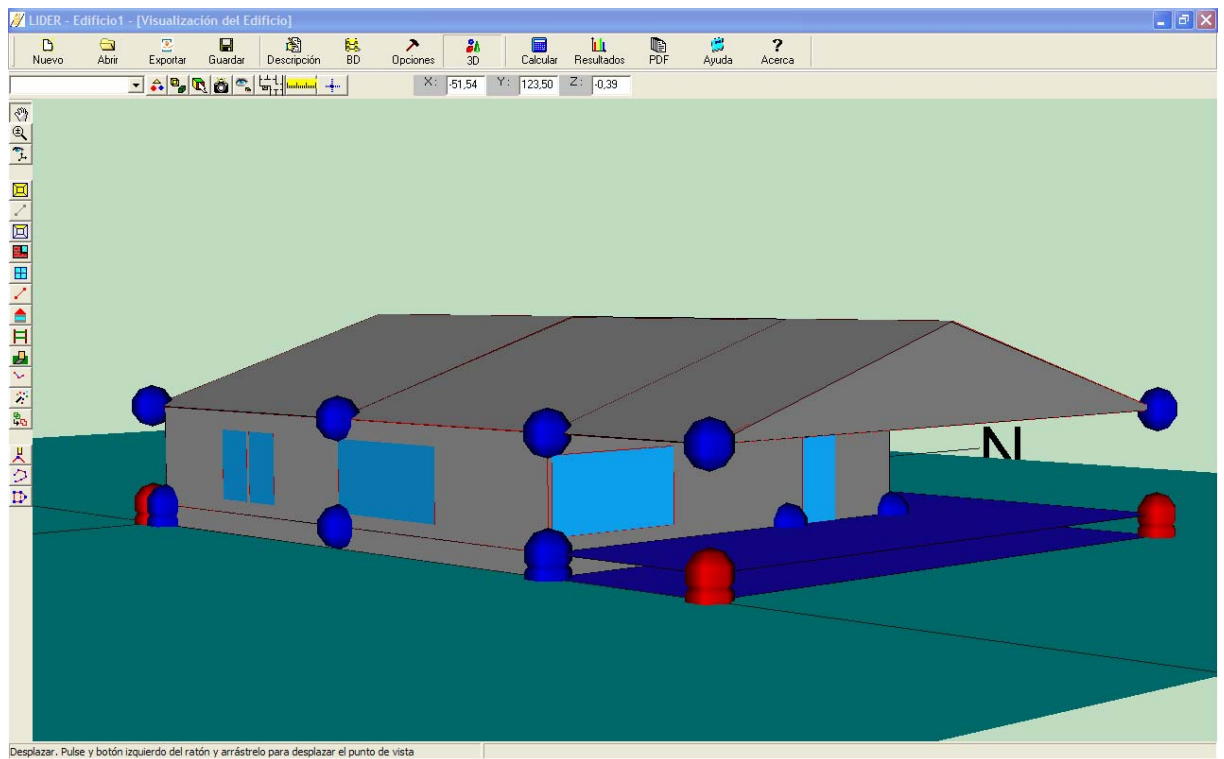 LIDER - Edificio1 - [Visualización del Edificio]
Nuevo Abrir Exportar Guardar Descripción BD Opciones 3D Calcular Resultados PDF Ayuda Acerca
X: -51,54 Y: 123,50 Z: -0,39
N
Desplazar. Pulse y botón izquierdo del ratón y arrástrelo para desplazar el punto de vista